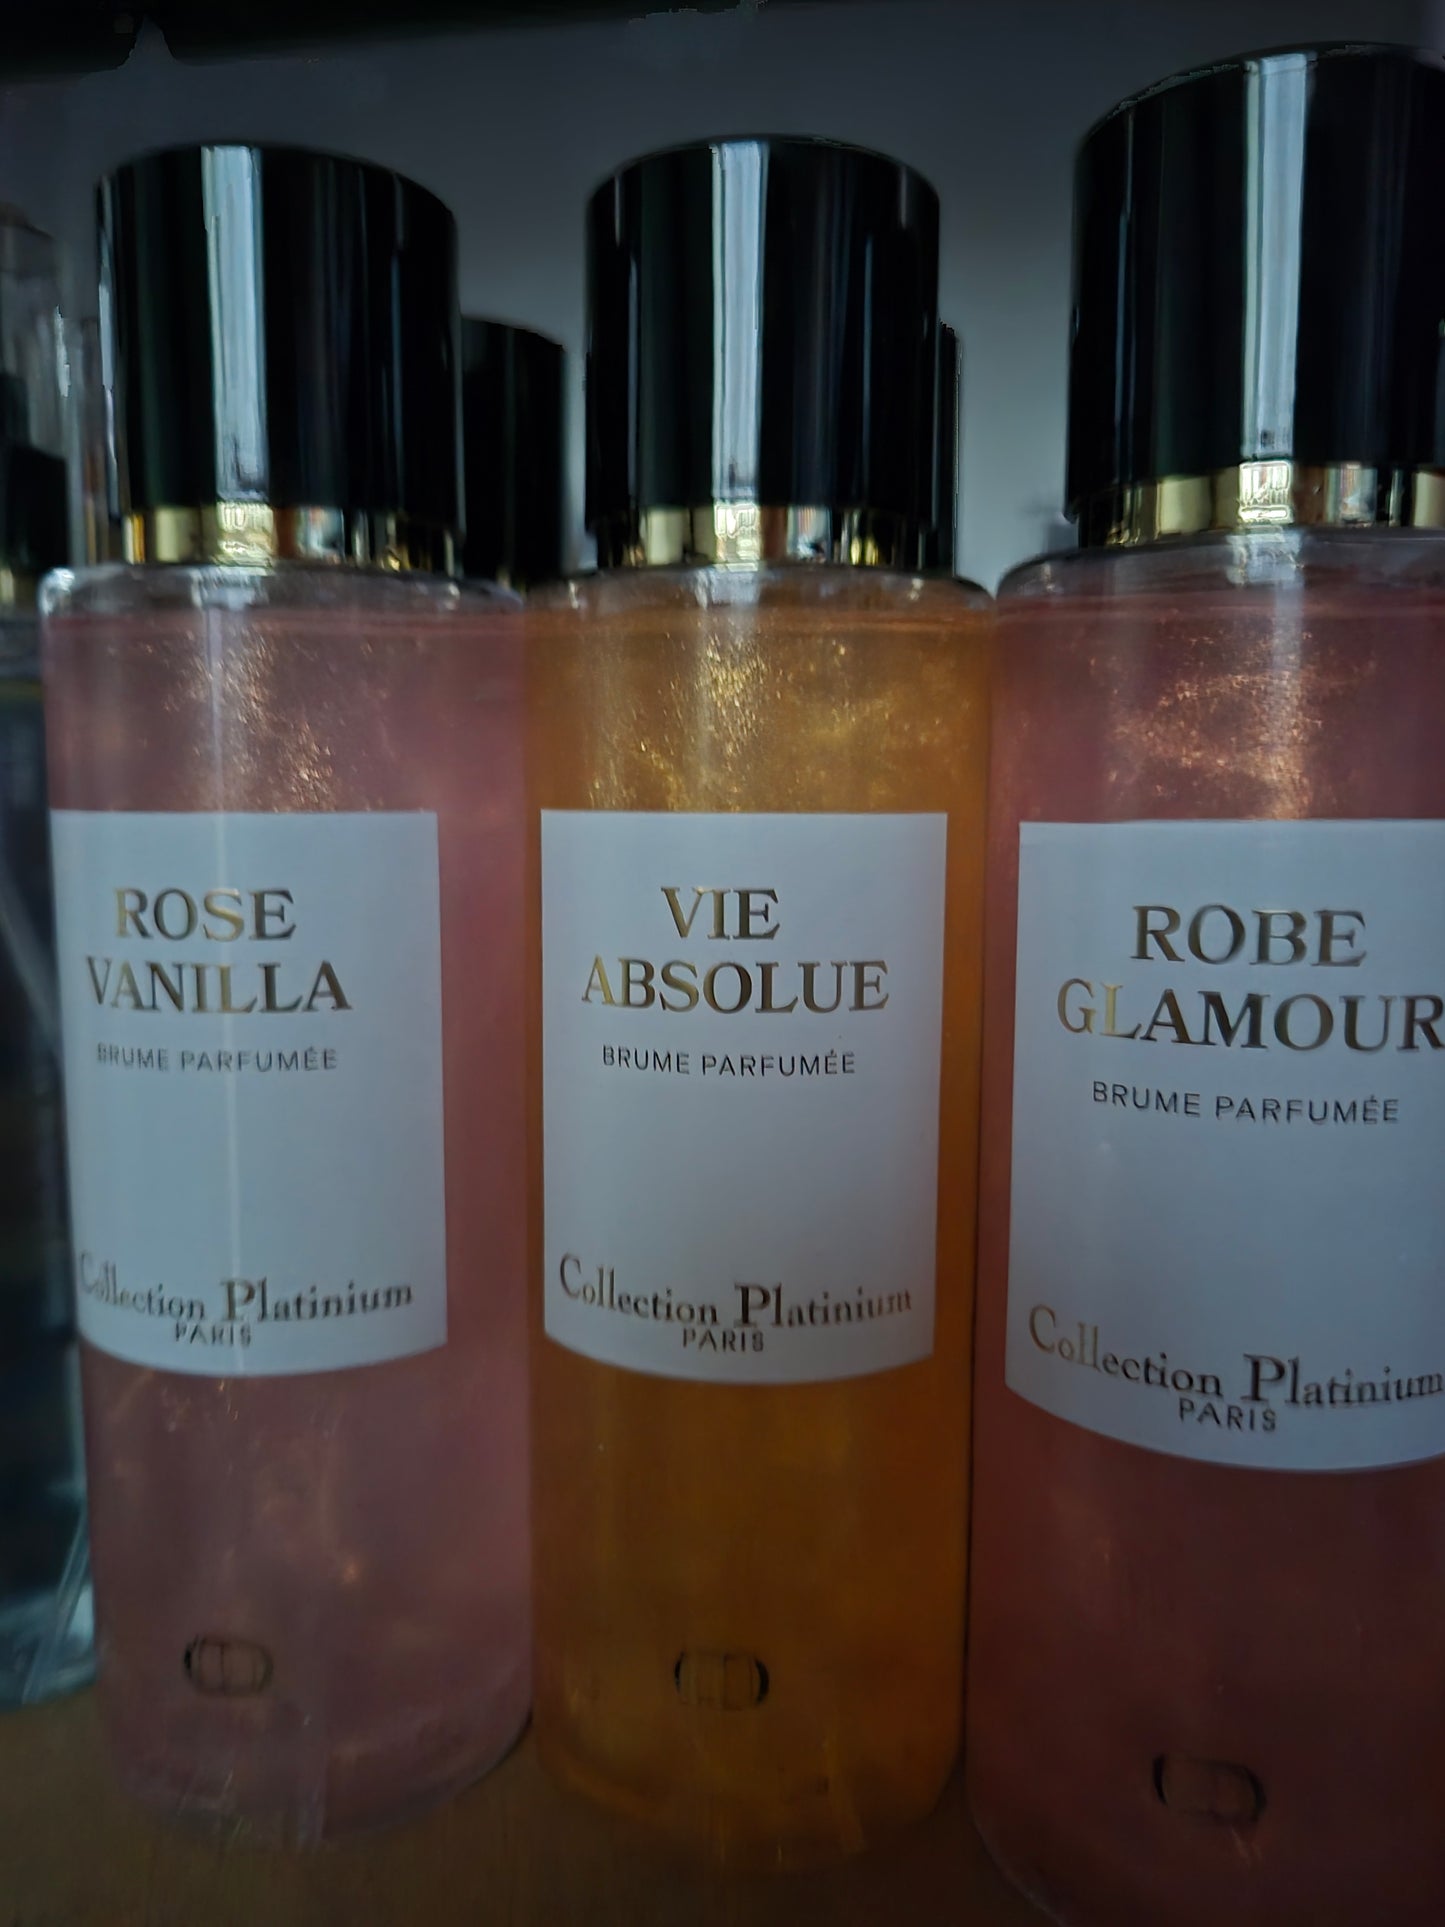 ROSE
VANILLA
BRUME PARFUMÉE
Collection Platinium
PARIS
VIE
ABSOLUE
BRUME PARFUMÉE
Collection Platinium
PARIS
ROBE
GLAMOUR
BRUME PARFUMÉE
Collection Platinium
PARIS